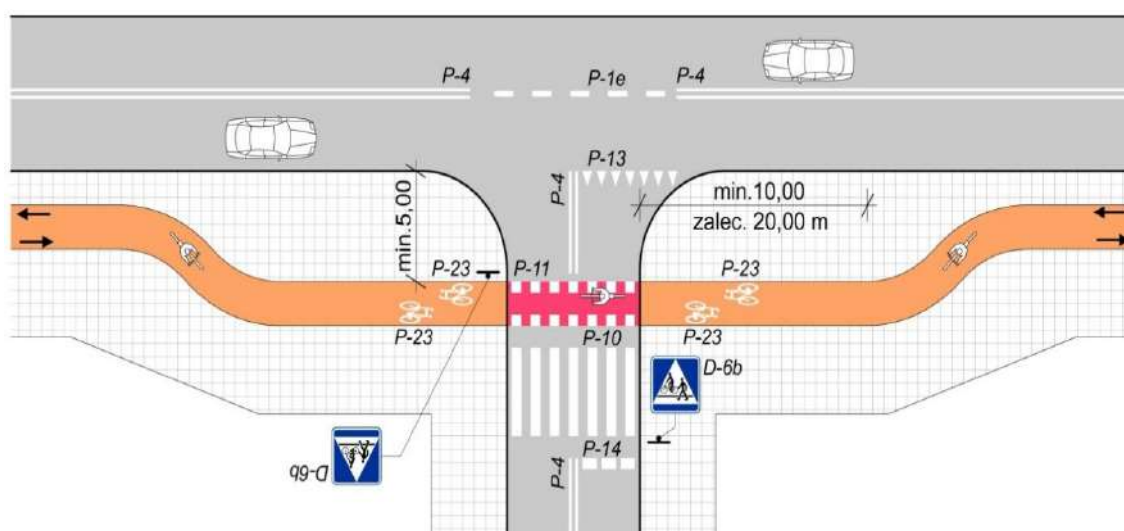 P-4
P-1e
P-4
P-13
P-4
min.5,00
min.10,00
zalec. 20,00 m
P-23
P-11
P-23
P-23
P-10
P-23
D-6b
D-6b
P-14
P-4